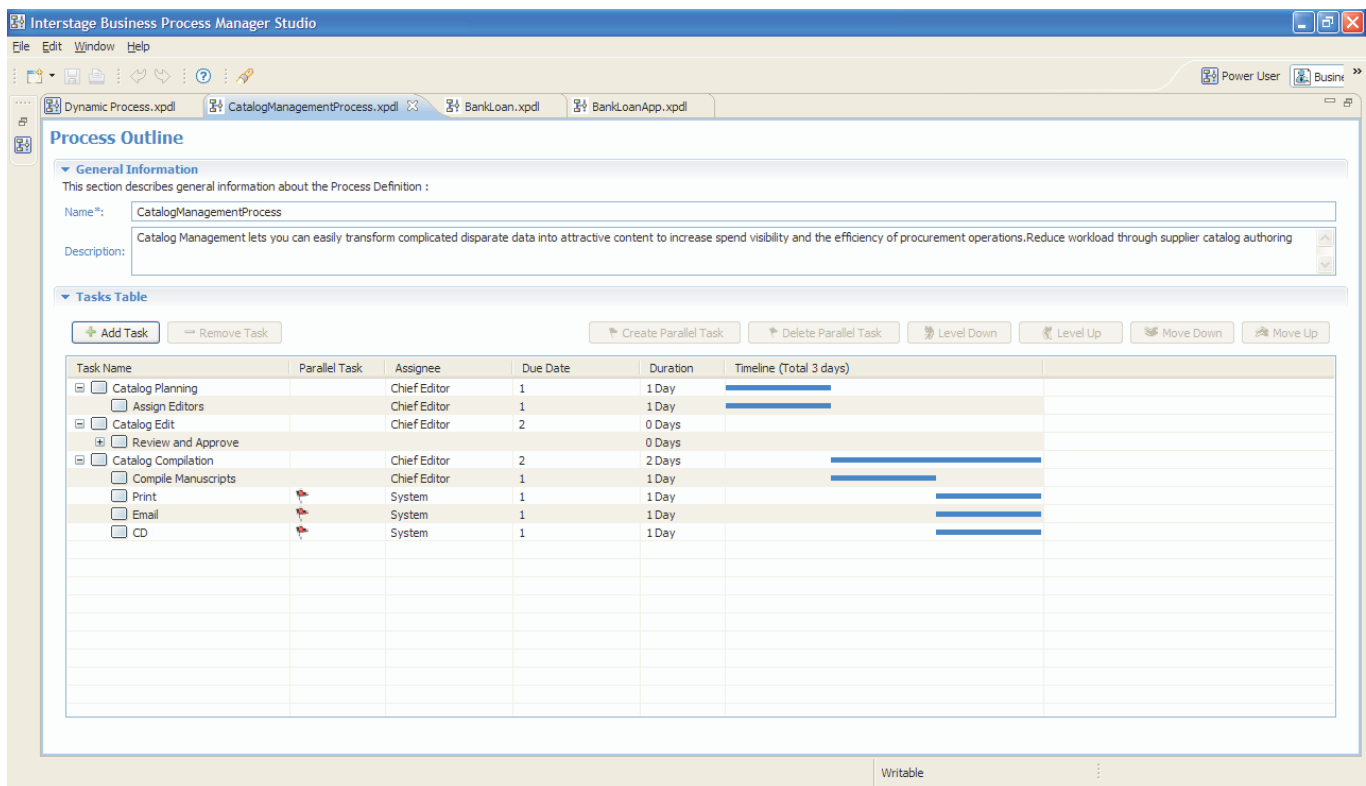 Interstage Business Process Manager Studio
File Edit Window Help
Power User Busine »
Dynamic Process.xpdl CatalogManagementProcess.xpdl BankLoan.xpdl BankLoanApp.xpdl
Process Outline
General Information
This section describes general information about the Process Definition :
Name*: CatalogManagementProcess
Description: Catalog Management lets you can easily transform complicated disparate data into attractive content to increase spend visibility and the efficiency of procurement operations.Reduce workload through supplier catalog authoring
Tasks Table
Add Task Remove Task Create Parallel Task Delete Parallel Task Level Down Level Up Move Down Move Up
Task Name Parallel Task Assignee Due Date Duration Timeline (Total 3 days)
Catalog Planning Chief Editor 1 1 Day
Assign Editors Chief Editor 1 1 Day
Catalog Edit Chief Editor 2 0 Days
Review and Approve 0 Days
Catalog Compilation Chief Editor 2 2 Days
Compile Manuscripts Chief Editor 1 1 Day
Print System 1 1 Day
Email System 1 1 Day
CD System 1 1 Day
Writable